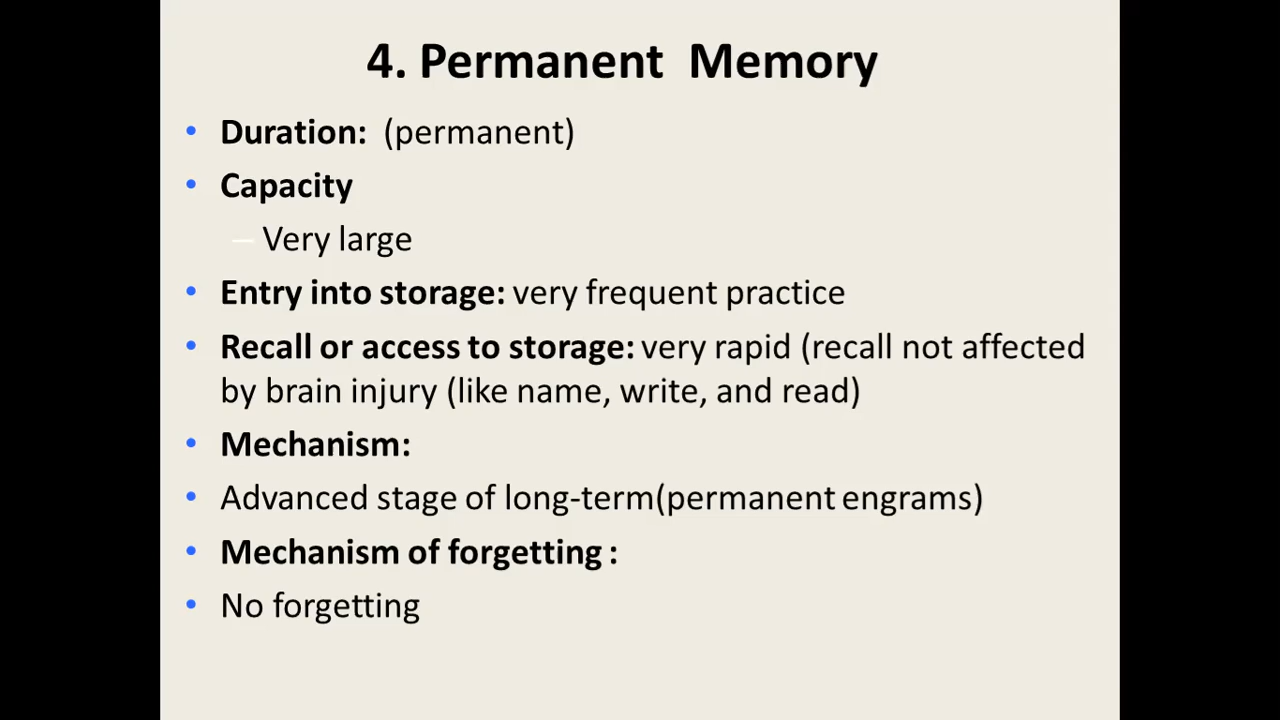 4. Permanent  Memory
• Duration:  (permanent)
• Capacity
– Very large
• Entry into storage: very frequent practice
• Recall or access to storage: very rapid (recall not affected
by brain injury (like name, write, and read)
• Mechanism:
• Advanced stage of long-term(permanent engrams)
• Mechanism of forgetting :
• No forgetting